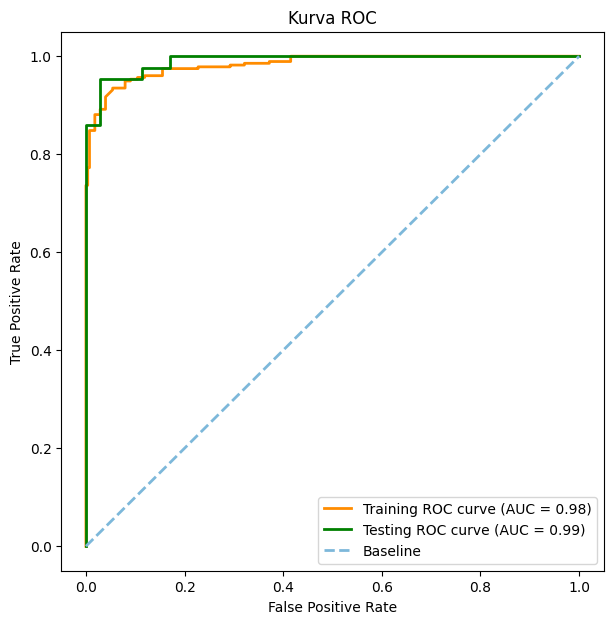 Kurva ROC
True Positive Rate
1.0
0.8
0.6
0.4
0.2
0.0
0.0 0.2 0.4 0.6 0.8 1.0
False Positive Rate
Training ROC curve (AUC = 0.98)
Testing ROC curve (AUC = 0.99)
Baseline